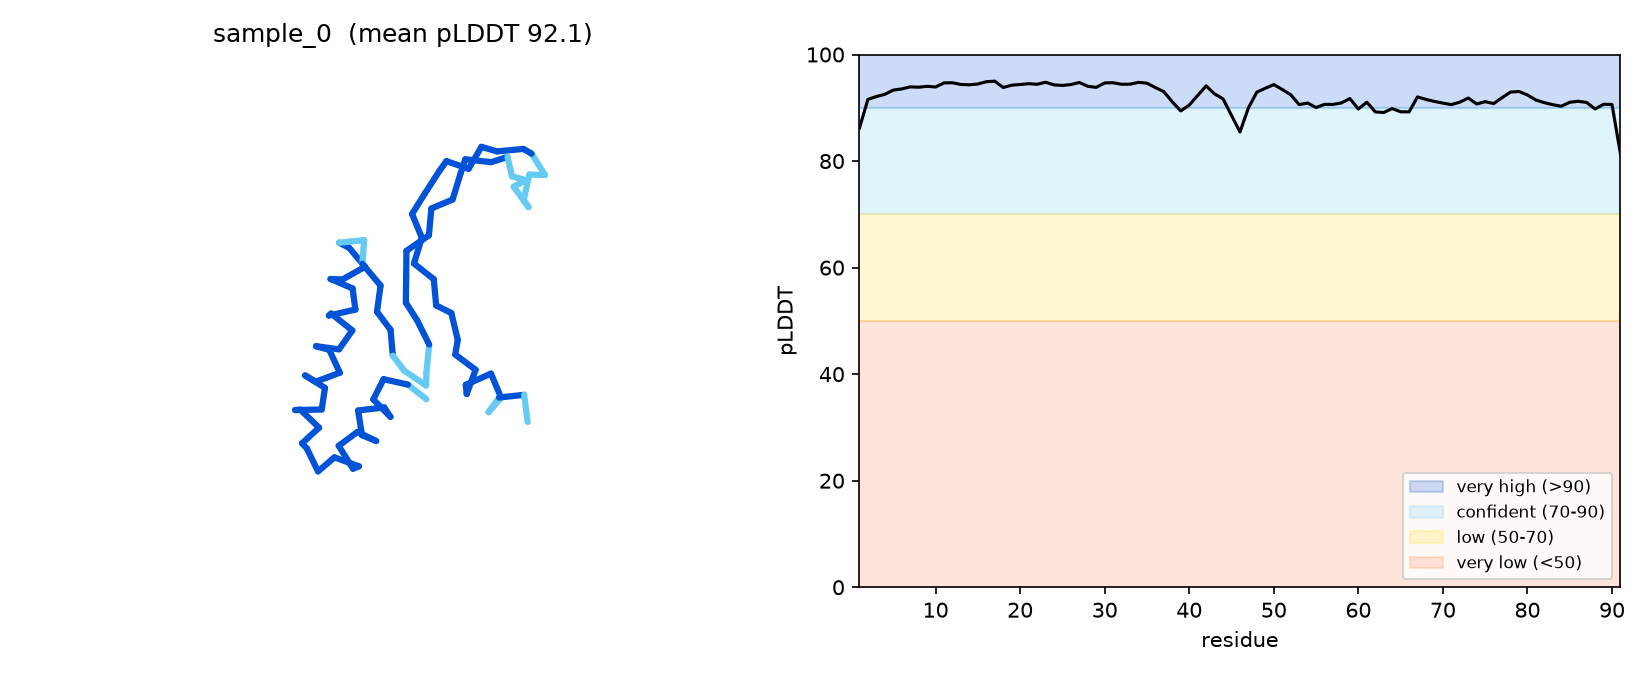 sample_0  (mean pLDDT 92.1)
100
80
60
40
20
0
pLDDT
10 20 30 40 50 60 70 80 90
residue
very high (>90)
confident (70-90)
low (50-70)
very low (<50)